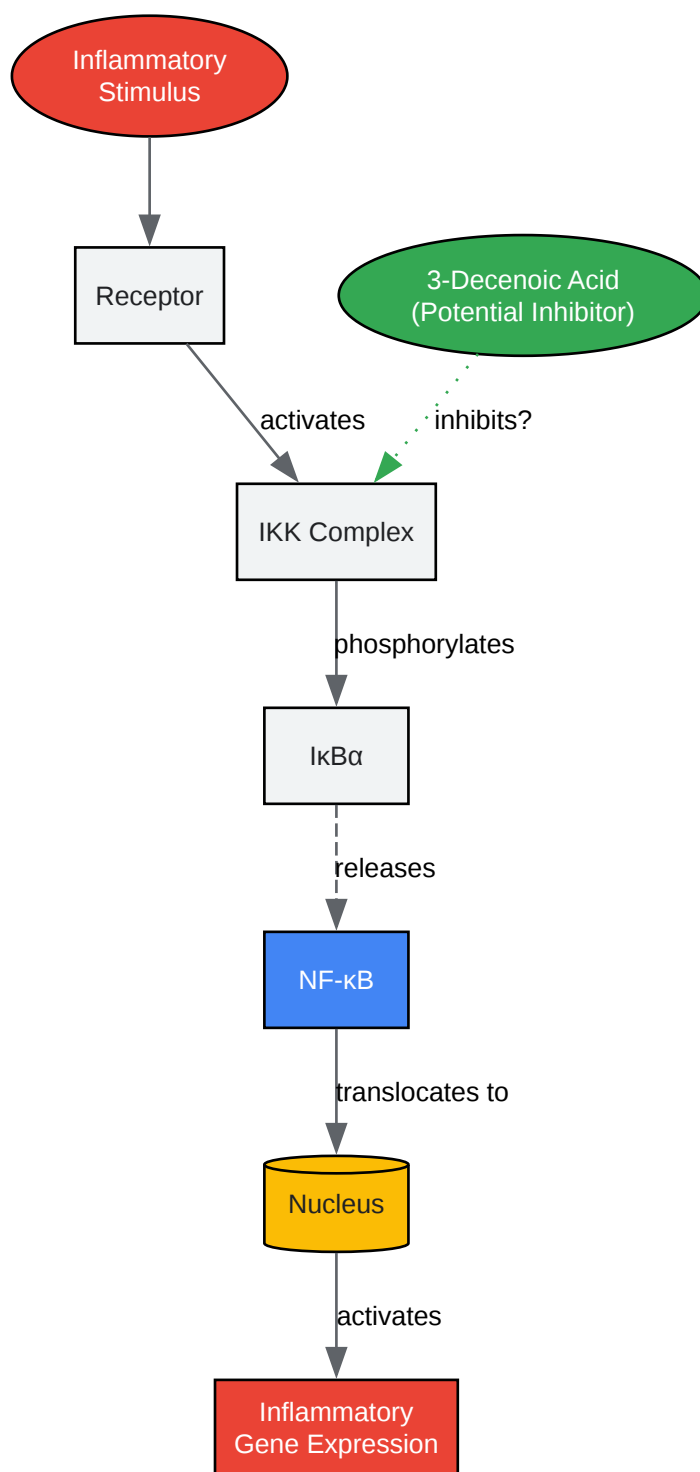 Inflammatory
Stimulus
Receptor
3-Decenoic Acid
(Potential Inhibitor)
activates
inhibits?
IKK Complex
phosphorylates
IκBα
releases
NF-κB
translocates to
Nucleus
activates
Inflammatory
Gene Expression